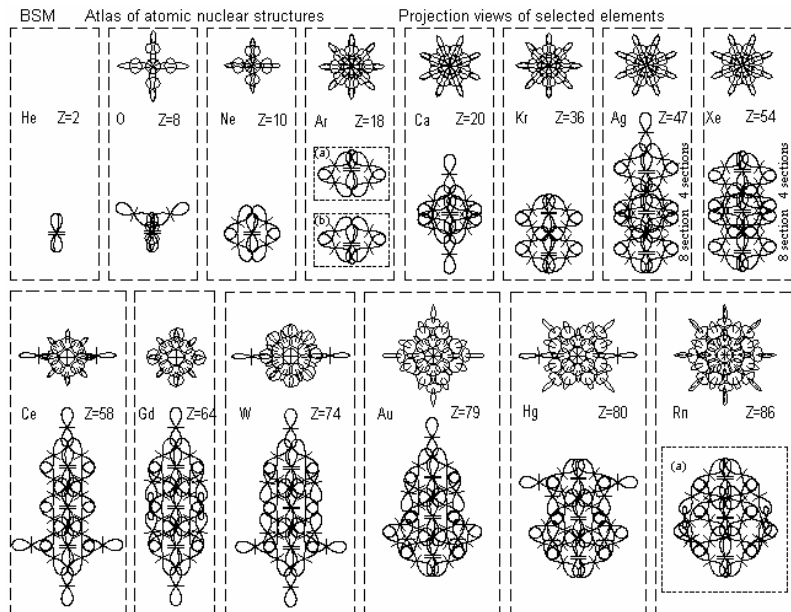 BSM Atlas of atomic nuclear structures Projection views of selected elements
He Z=2
O Z=8
Ne Z=10
Ar Z=18
(a)
(b)
Ca Z=20
Kr Z=36
Ag Z=47
8 section 4 sections
Xe Z=54
8 section 4 sections
Ce Z=58
Gd Z=64
W Z=74
Au Z=79
Hg Z=80
Rn Z=86
(a)